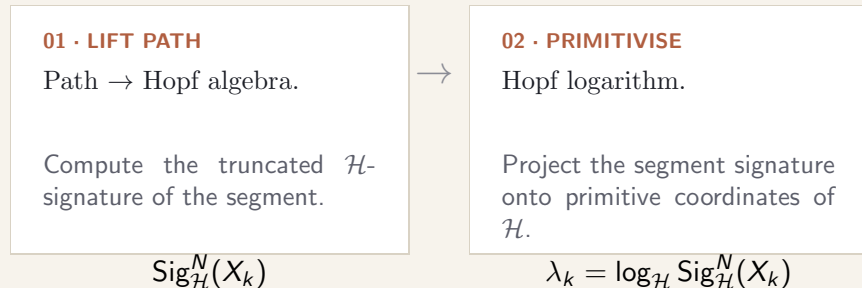 01 · LIFT PATH
Path → Hopf algebra.
Compute the truncated ℋ-
signature of the segment.
Sig_ℋ^N(X_k)
→
02 · PRIMITIVISE
Hopf logarithm.
Project the segment signature
onto primitive coordinates of
ℋ.
λ_k = log_ℋ Sig_ℋ^N(X_k)